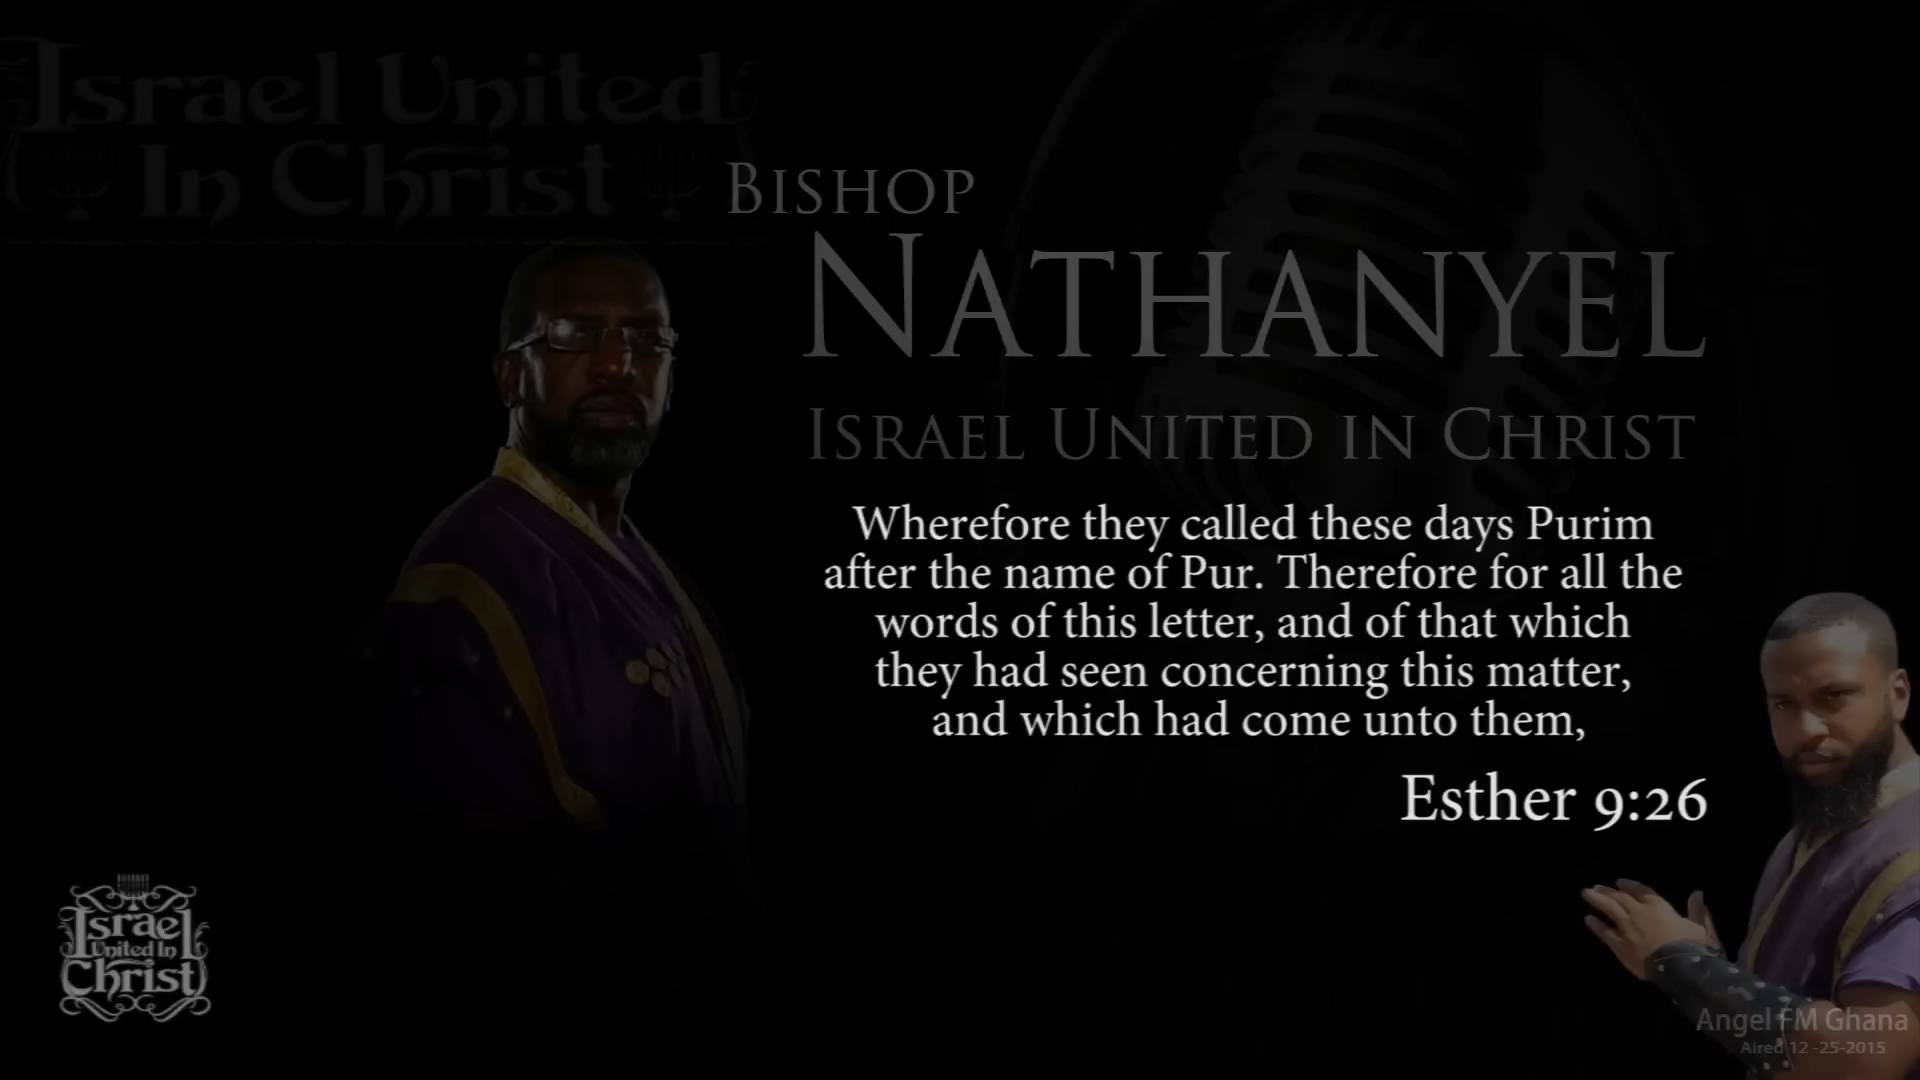 Israel United
In Christ
BISHOP
NATHANYEL
ISRAEL UNITED IN CHRIST
Wherefore they called these days Purim
after the name of Pur. Therefore for all the
words of this letter, and of that which
they had seen concerning this matter,
and which had come unto them,
Esther 9:26
Israel
United In
Christ
Angel FM Ghana
Aired 12 -25-2015